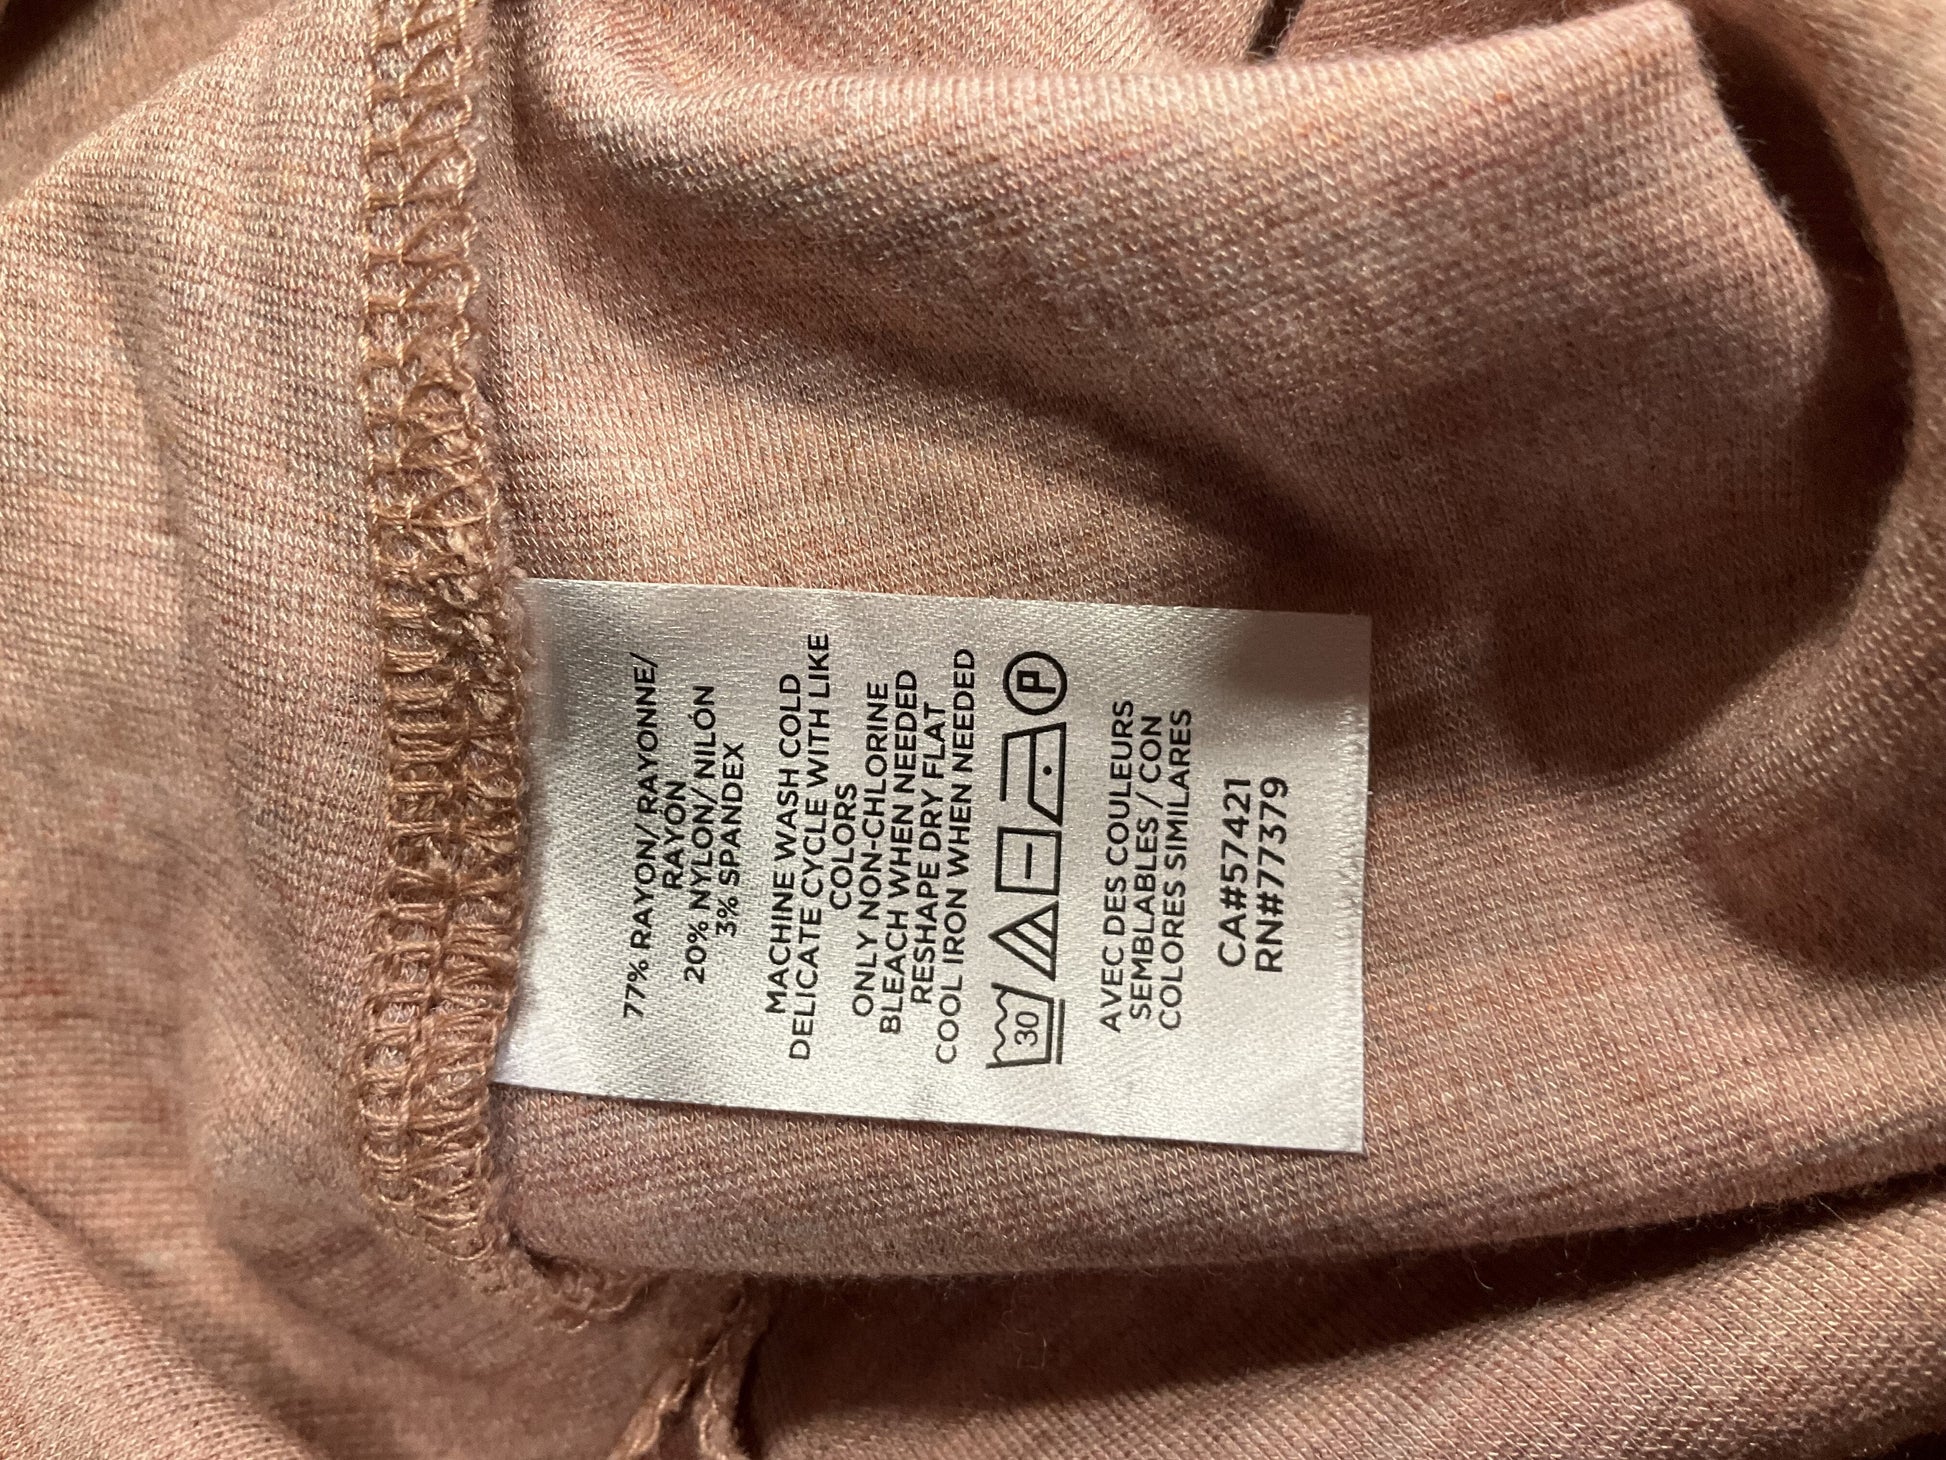 77% RAYON/ RAYONNE/
RAYON
20% NYLON/ NILÓN
3% SPANDEX
MACHINE WASH COLD
DELICATE CYCLE WITH LIKE
COLORS
ONLY NON-CHLORINE
BLEACH WHEN NEEDED
RESHAPE DRY FLAT
COOL IRON WHEN NEEDED
30 P
AVEC DES COULEURS
SEMBLABLES / CON
COLORES SIMILARES
CA#57421
RN#77379